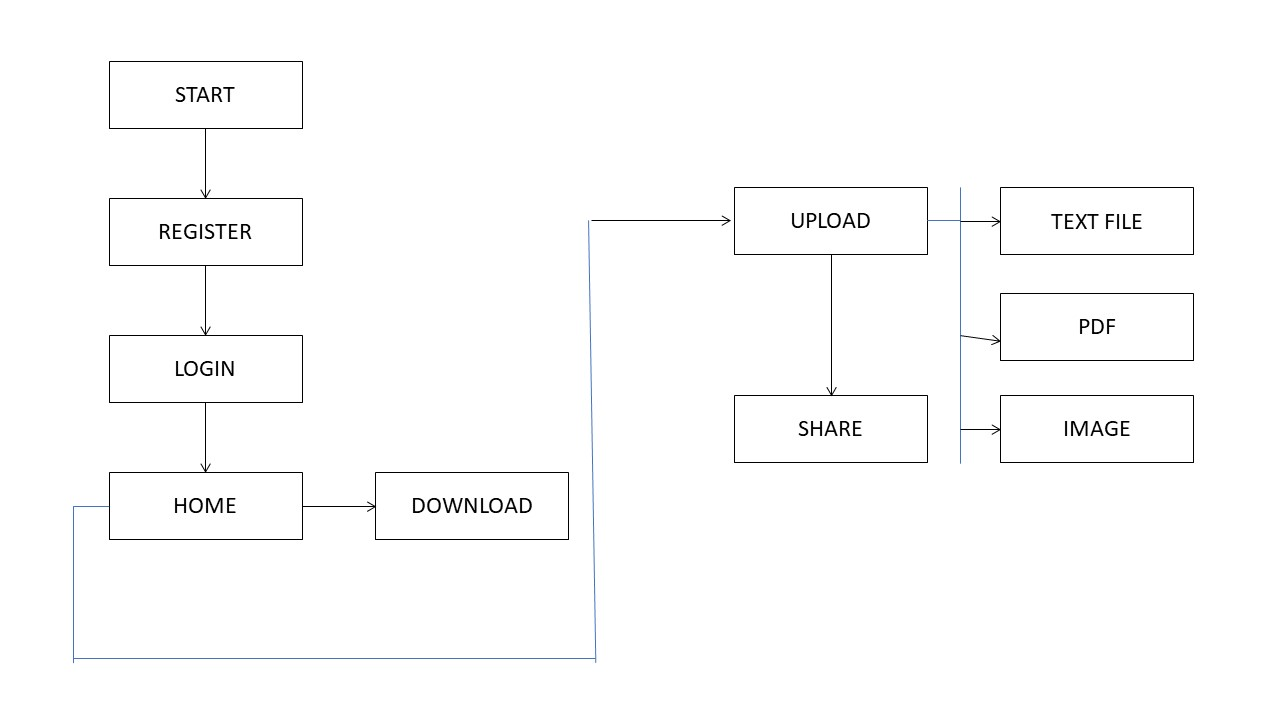 START
REGISTER
LOGIN
HOME
DOWNLOAD
UPLOAD
SHARE
TEXT FILE
PDF
IMAGE